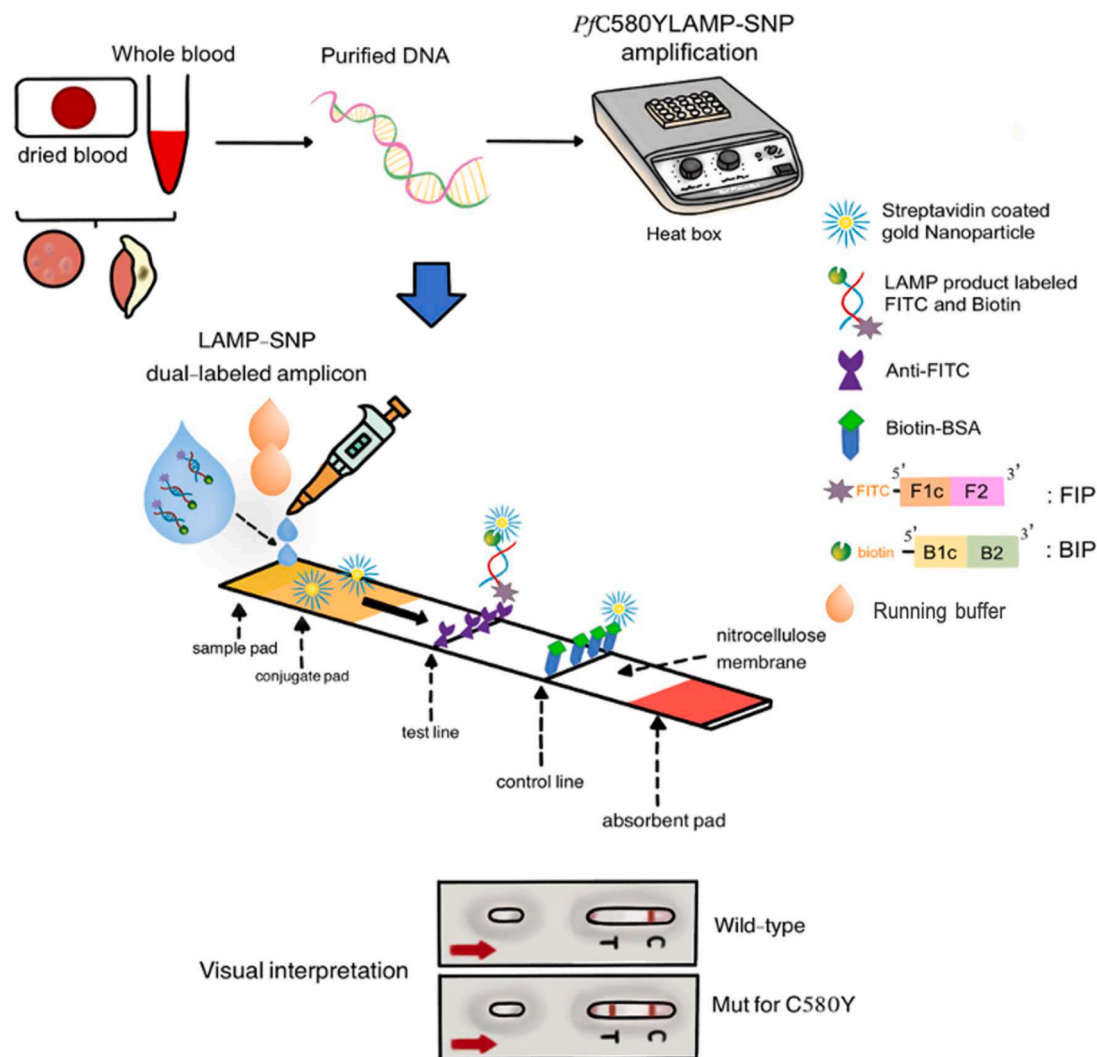 Whole blood
dried blood
Purified DNA
PfC580YLAMP-SNP
amplification
Heat box
Streptavidin coated
gold Nanoparticle
LAMP product labeled
FITC and Biotin
Anti-FITC
Biotin-BSA
5’ 3’
FITC F1c F2 : FIP
5’ 3’
biotin B1c B2 : BIP
Running buffer
LAMP-SNP
dual-labeled amplicon
sample pad
conjugate pad
test line
control line
absorbent pad
nitrocellulose
membrane
Visual interpretation
T C
Wild-type
T C
Mut for C580Y